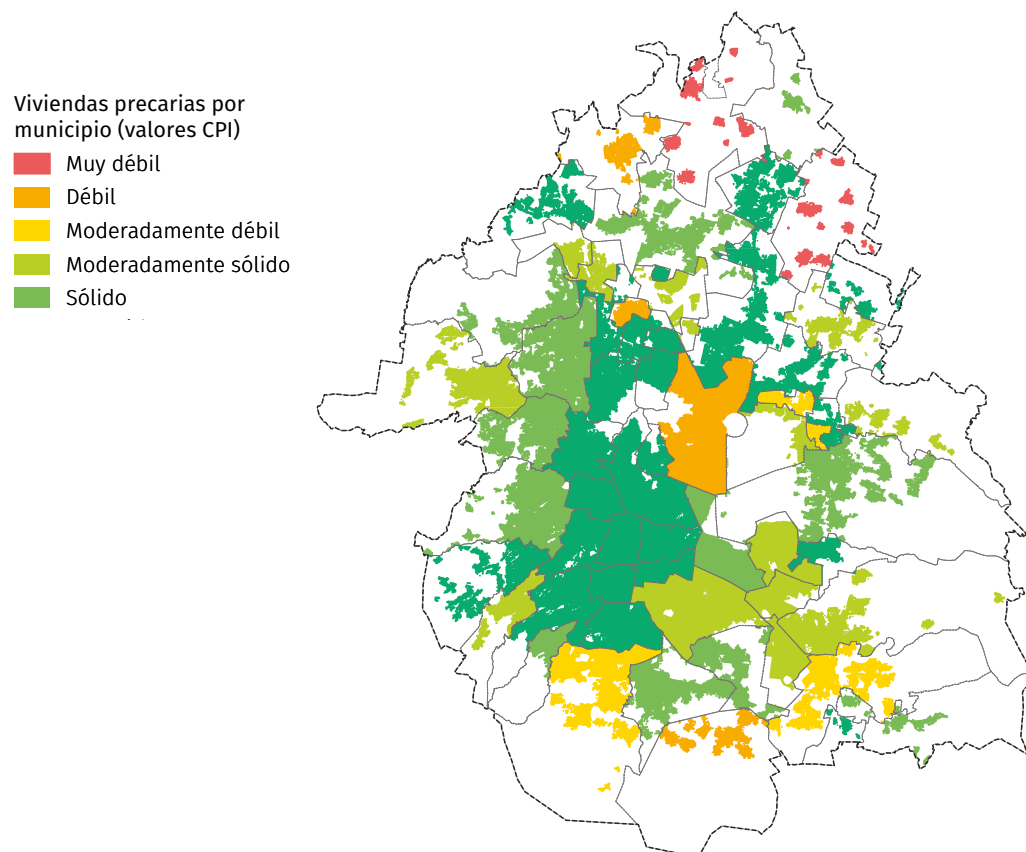 Viviendas precarias por
municipio (valores CPI)
Muy débil
Débil
Moderadamente débil
Moderadamente sólido
Sólido